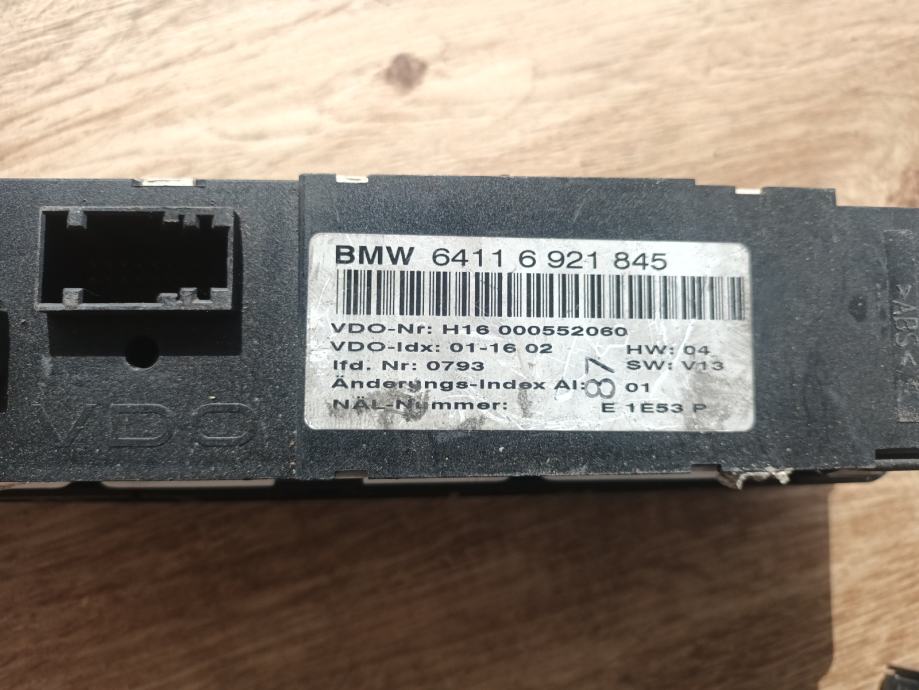 BMW 6411 6 921 845
VDO-Nr: H16 000552060
VDO-Idx: 01-16 02 HW: 04
lfd. Nr: 0793 SW: V13
Änderungs-Index AI: 01
NÄL-Nummer: E 1E53 P
87
VDO
>ABS<